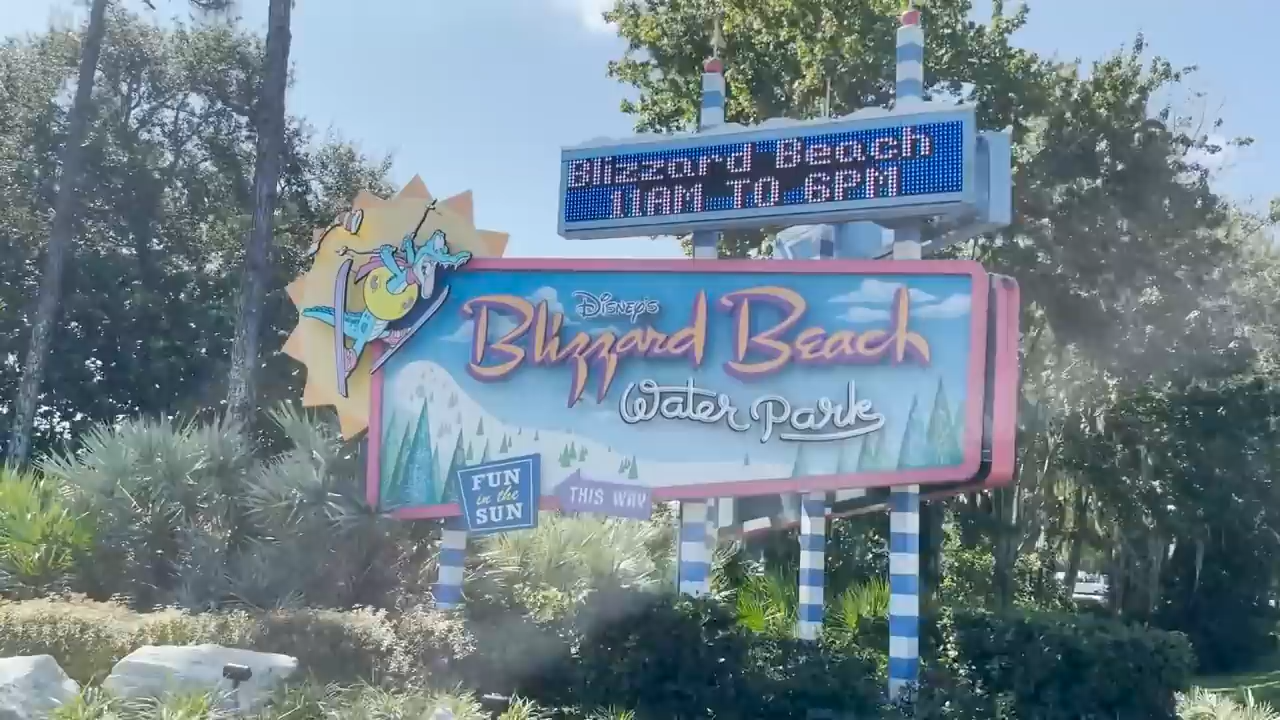 Blizzard Beach
11AM TO 6PM
Disney's
Blizzard Beach
Water Park
FUN
in the
SUN
THIS WAY